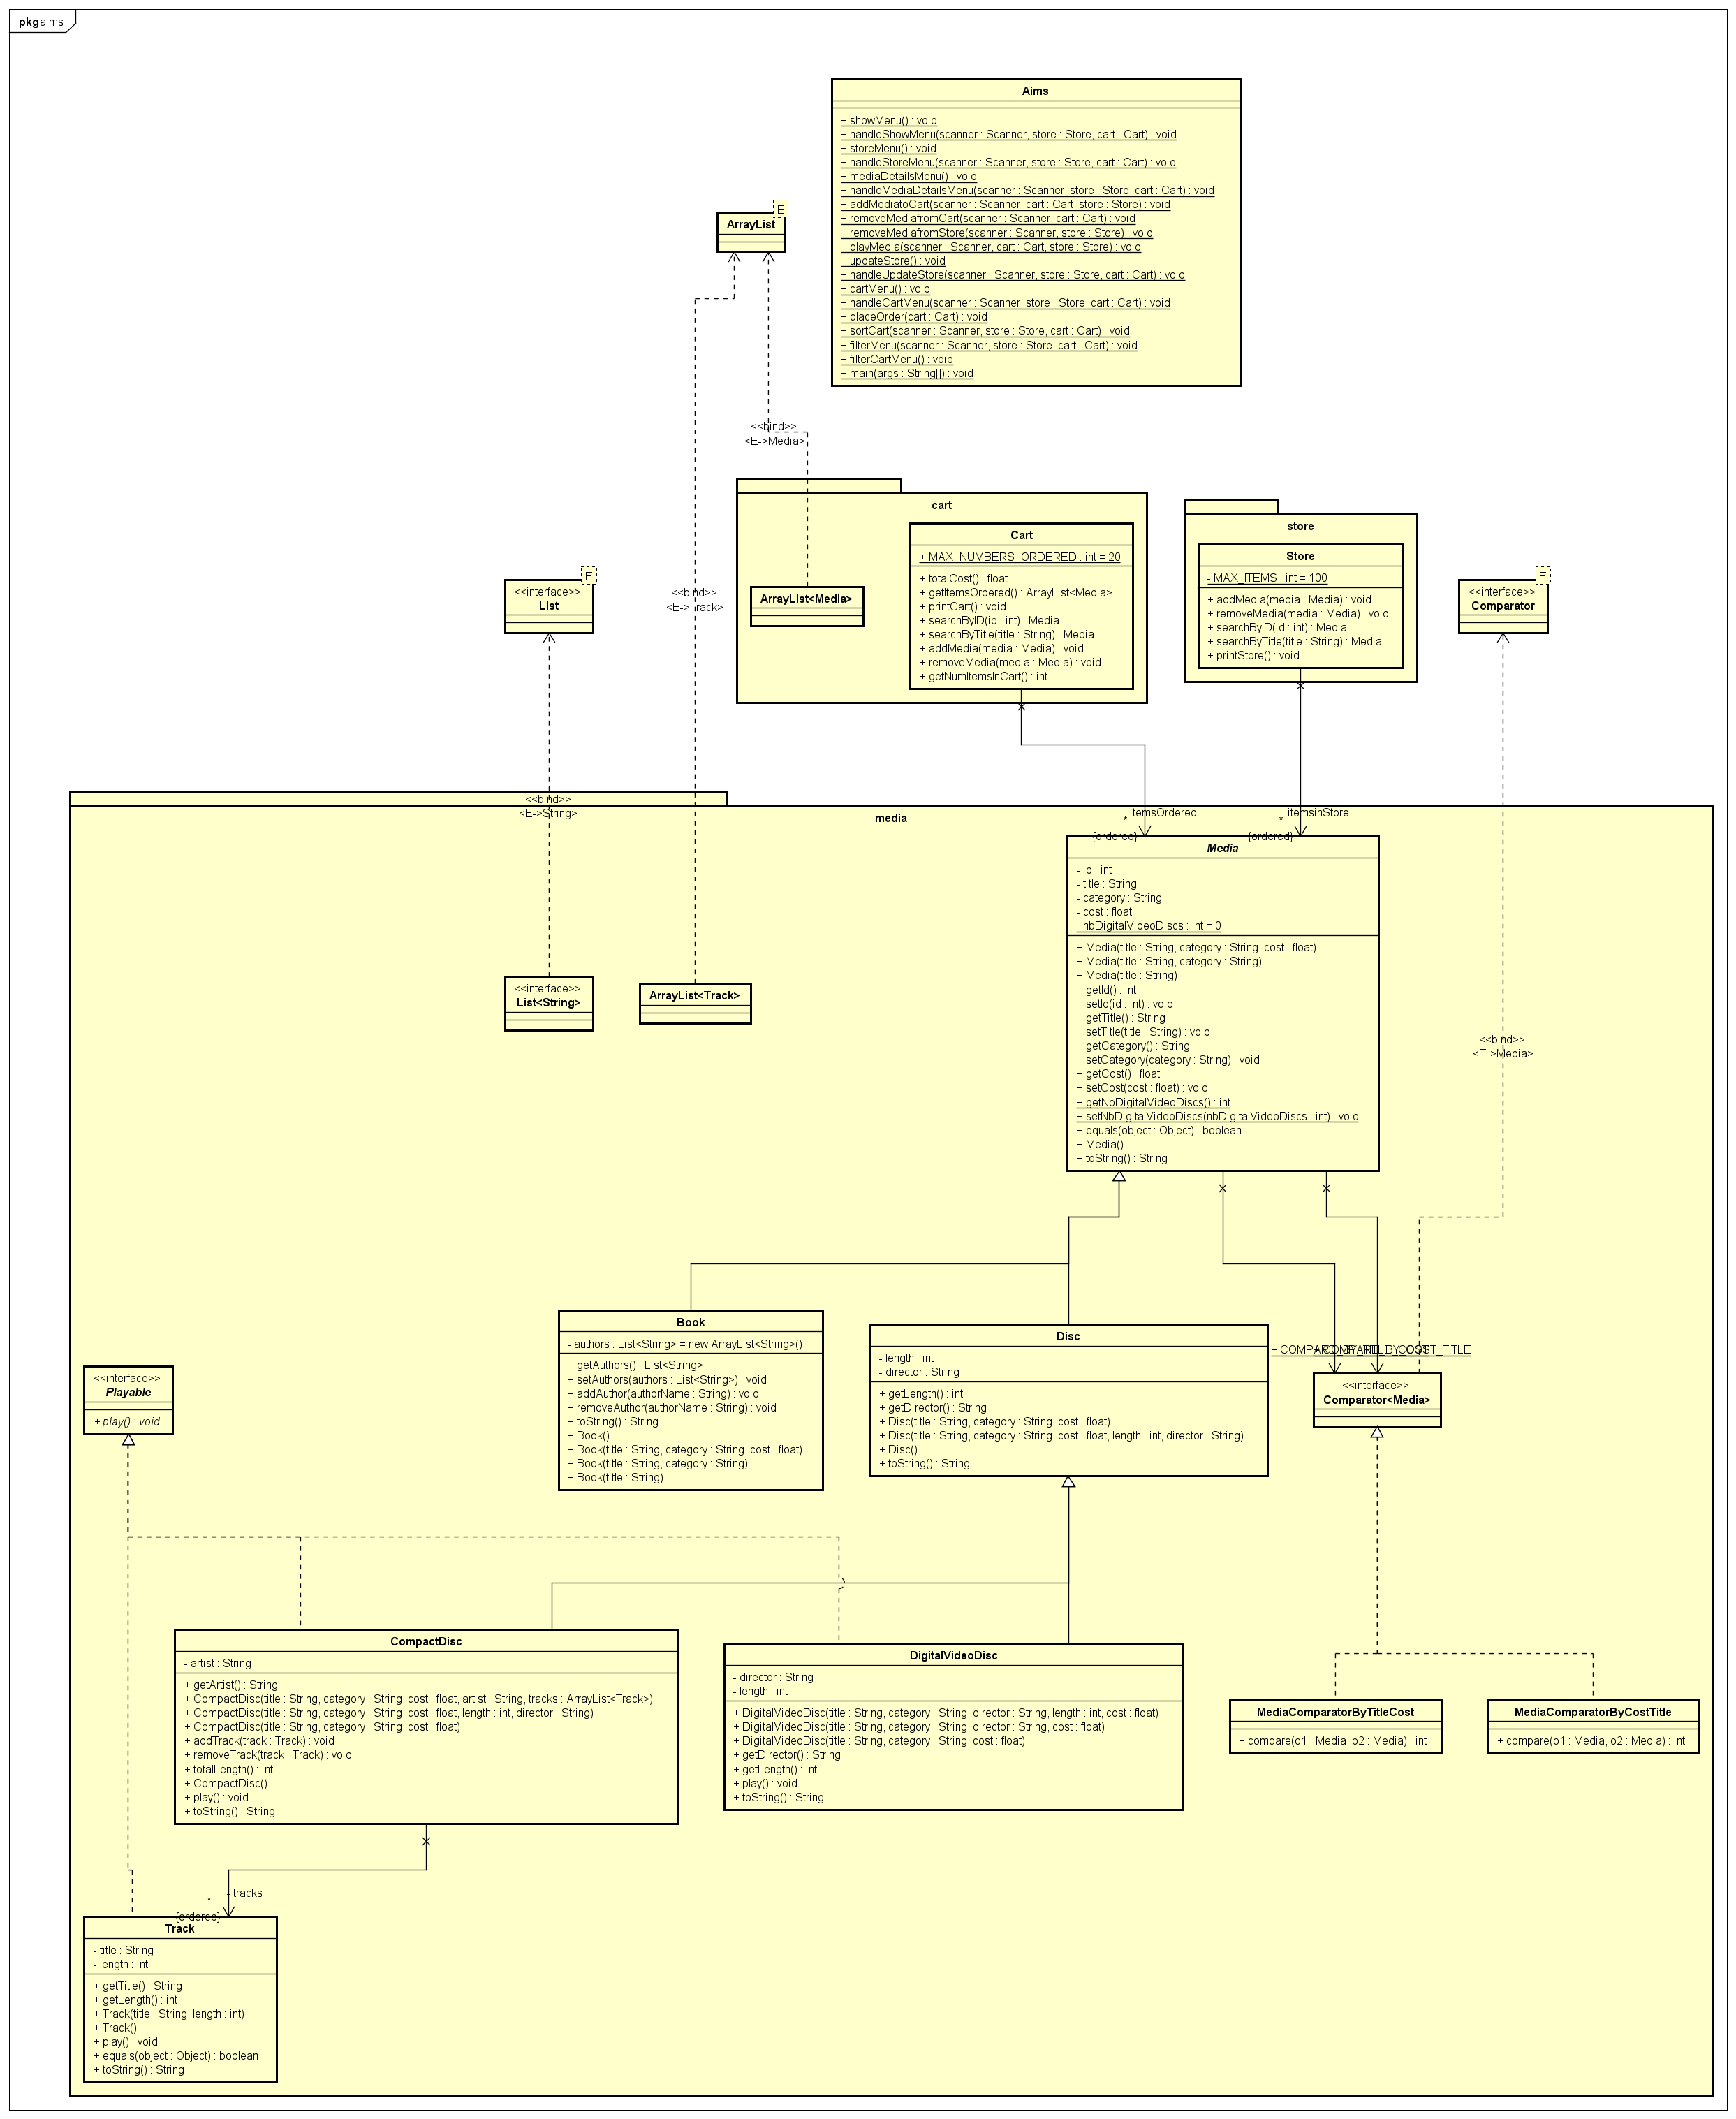 pkg aims
Aims
+ showMenu() : void
+ handleShowMenu(scanner : Scanner, store : Store, cart : Cart) : void
+ storeMenu() : void
+ handleStoreMenu(scanner : Scanner, store : Store, cart : Cart) : void
+ mediaDetailsMenu() : void
+ handleMediaDetailsMenu(scanner : Scanner, store : Store, cart : Cart) : void
+ addMediatoCart(scanner : Scanner, cart : Cart, store : Store) : void
+ removeMediafromCart(scanner : Scanner, cart : Cart) : void
+ removeMediafromStore(scanner : Scanner, store : Store) : void
+ playMedia(scanner : Scanner, cart : Cart, store : Store) : void
+ updateStore() : void
+ handleUpdateStore(scanner : Scanner, store : Store, cart : Cart) : void
+ cartMenu() : void
+ handleCartMenu(scanner : Scanner, store : Store, cart : Cart) : void
+ placeOrder(cart : Cart) : void
+ sortCart(scanner : Scanner, store : Store, cart : Cart) : void
+ filterMenu(scanner : Scanner, store : Store, cart : Cart) : void
+ filterCartMenu() : void
+ main(args : String[]) : void
E
ArrayList
<<bind>>
<E->Media>
cart
Cart
+ MAX_NUMBERS_ORDERED : int = 20
+ totalCost() : float
+ getItemsOrdered() : ArrayList<Media>
+ printCart() : void
+ searchByID(id : int) : Media
+ searchByTitle(title : String) : Media
+ addMedia(media : Media) : void
+ removeMedia(media : Media) : void
+ getNumItemsInCart() : int
ArrayList<Media>
store
Store
- MAX_ITEMS : int = 100
+ addMedia(media : Media) : void
+ removeMedia(media : Media) : void
+ searchByID(id : int) : Media
+ searchByTitle(title : String) : Media
+ printStore() : void
E
<<interface>>
List
<<bind>>
<E->Track>
E
<<interface>>
Comparator
<<bind>>
<E->String>
media
- itemsOrdered
*
{ordered}
- itemsinStore
*
{ordered}
Media
- id : int
- title : String
- category : String
- cost : float
- nbDigitalVideoDiscs : int = 0
+ Media(title : String, category : String, cost : float)
+ Media(title : String, category : String)
+ Media(title : String)
+ getId() : int
+ setId(id : int) : void
+ getTitle() : String
+ setTitle(title : String) : void
+ getCategory() : String
+ setCategory(category : String) : void
+ getCost() : float
+ setCost(cost : float) : void
+ getNbDigitalVideoDiscs() : int
+ setNbDigitalVideoDiscs(nbDigitalVideoDiscs : int) : void
+ equals(object : Object) : boolean
+ Media()
+ toString() : String
<<interface>>
List<String>
ArrayList<Track>
<<bind>>
<E->Media>
Book
- authors : List<String> = new ArrayList<String>()
+ getAuthors() : List<String>
+ setAuthors(authors : List<String>) : void
+ addAuthor(authorName : String) : void
+ removeAuthor(authorName : String) : void
+ toString() : String
+ Book()
+ Book(title : String, category : String, cost : float)
+ Book(title : String, category : String)
+ Book(title : String)
Disc
- length : int
- director : String
+ getLength() : int
+ getDirector() : String
+ Disc(title : String, category : String, cost : float)
+ Disc(title : String, category : String, cost : float, length : int, director : String)
+ Disc()
+ toString() : String
<<interface>>
Comparator<Media>
<<interface>>
Playable
+ play() : void
CompactDisc
- artist : String
+ getArtist() : String
+ CompactDisc(title : String, category : String, cost : float, artist : String, tracks : ArrayList<Track>)
+ CompactDisc(title : String, category : String, cost : float, length : int, director : String)
+ CompactDisc(title : String, category : String, cost : float)
+ addTrack(track : Track) : void
+ removeTrack(track : Track) : void
+ totalLength() : int
+ CompactDisc()
+ play() : void
+ toString() : String
DigitalVideoDisc
- director : String
- length : int
+ DigitalVideoDisc(title : String, category : String, director : String, length : int, cost : float)
+ DigitalVideoDisc(title : String, category : String, director : String, cost : float)
+ DigitalVideoDisc(title : String, category : String, cost : float)
+ getDirector() : String
+ getLength() : int
+ play() : void
+ toString() : String
MediaComparatorByTitleCost
+ compare(o1 : Media, o2 : Media) : int
MediaComparatorByCostTitle
+ compare(o1 : Media, o2 : Media) : int
- tracks
*
{ordered}
Track
- title : String
- length : int
+ getTitle() : String
+ getLength() : int
+ Track(title : String, length : int)
+ Track()
+ play() : void
+ equals(object : Object) : boolean
+ toString() : String